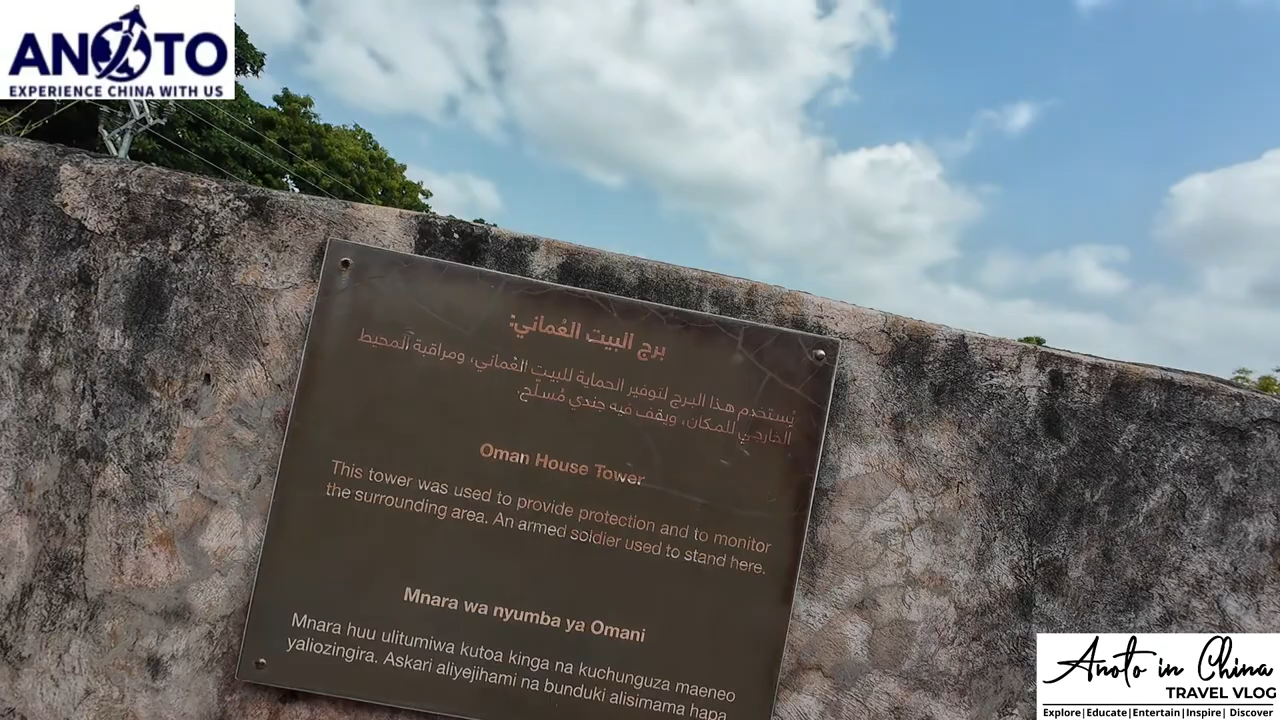 ANOTO
EXPERIENCE CHINA WITH US
برج البيت العُماني:
يُستخدم هذا البرج لتوفير الحماية للبيت العُماني، ومراقبة المحيط
الخارجي للمكان، ويقف فيه جندي مُسلّح.
Oman House Tower
This tower was used to provide protection and to monitor
the surrounding area. An armed soldier used to stand here.
Mnara wa nyumba ya Omani
Mnara huu ulitumiwa kutoa kinga na kuchunguza maeneo
yaliozingira. Askari aliyejihami na bunduki alisimama hapa
Anoto in China
TRAVEL VLOG
Explore|Educate|Entertain|Inspire| Discover